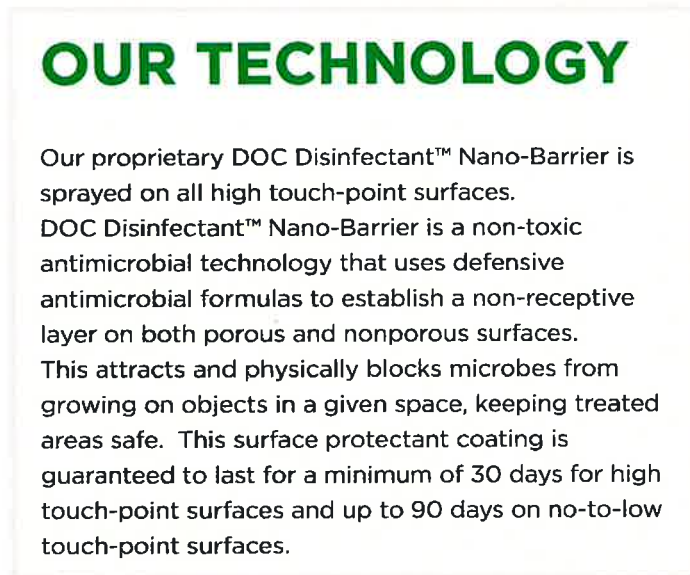 OUR TECHNOLOGY
Our proprietary DOC Disinfectant™ Nano-Barrier is
sprayed on all high touch-point surfaces.
DOC Disinfectant™ Nano-Barrier is a non-toxic
antimicrobial technology that uses defensive
antimicrobial formulas to establish a non-receptive
layer on both porous and nonporous surfaces.
This attracts and physically blocks microbes from
growing on objects in a given space, keeping treated
areas safe.  This surface protectant coating is
guaranteed to last for a minimum of 30 days for high
touch-point surfaces and up to 90 days on no-to-low
touch-point surfaces.